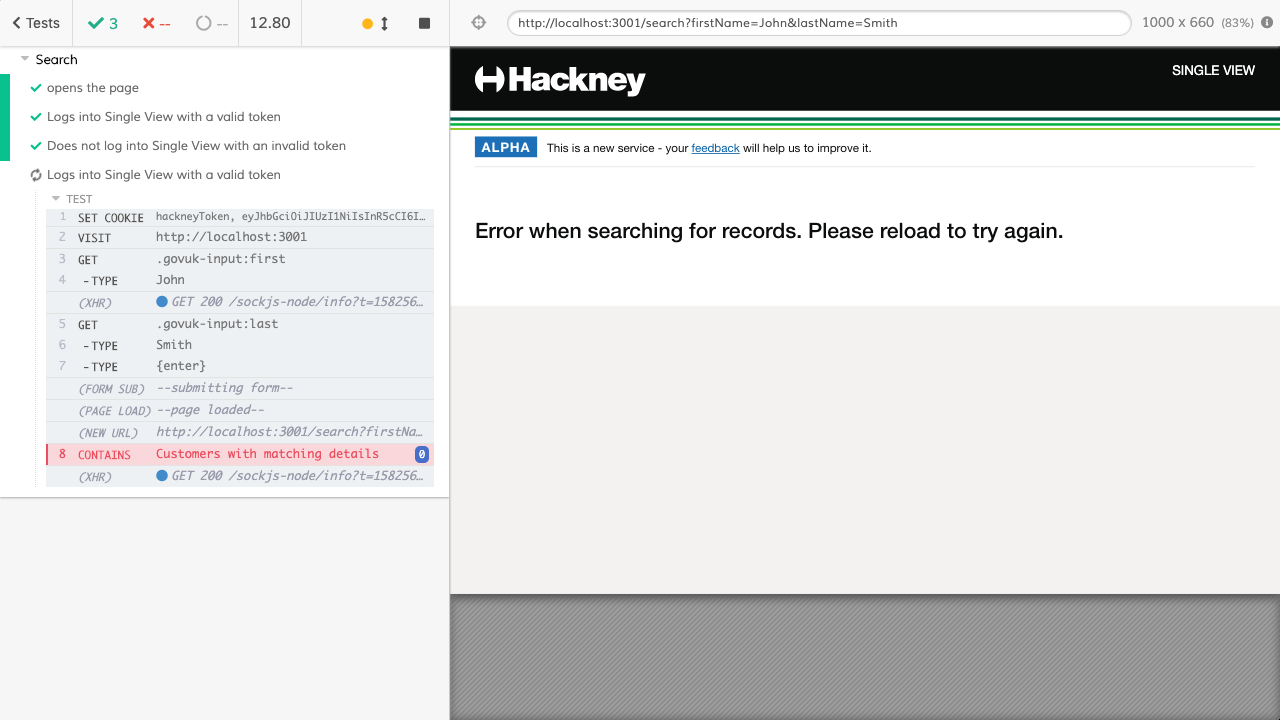 Tests
3
--
--
12.80
http://localhost:3001/search?firstName=John&lastName=Smith
1000 x 660 (83%)
Search
opens the page
Logs into Single View with a valid token
Does not log into Single View with an invalid token
Logs into Single View with a valid token
TEST
1 SET COOKIE hackneyToken, eyJhbGciOiJIUzI1NiIsInR5cCI6I…
2 VISIT http://localhost:3001
3 GET .govuk-input:first
4 -TYPE John
(XHR) GET 200 /sockjs-node/info?t=158256…
5 GET .govuk-input:last
6 -TYPE Smith
7 -TYPE {enter}
(FORM SUB) --submitting form--
(PAGE LOAD) --page loaded--
(NEW URL) http://localhost:3001/search?firstNa…
8 CONTAINS Customers with matching details 0
(XHR) GET 200 /sockjs-node/info?t=158256…
Hackney
SINGLE VIEW
ALPHA This is a new service - your feedback will help us to improve it.
Error when searching for records. Please reload to try again.